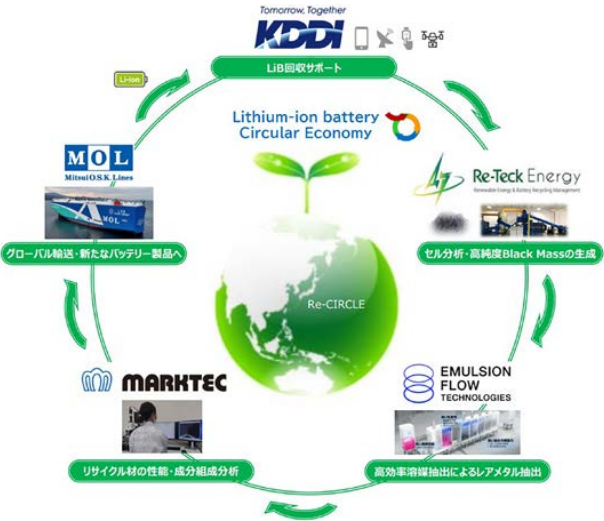 Tomorrow, Together
KDDI
LiB回収サポート
Li-ion
Lithium-ion battery
Circular Economy
MOL
Mitsui O.S.K. Lines
MOL
グローバル輸送・新たなバッテリー製品へ
Re-Teck Energy
Renewable Energy & Battery Recycling Management
セル分析・高純度Black Massの生成
Re-CIRCLE
MARKTEC
リサイクル材の性能・成分組成分析
EMULSION
FLOW
TECHNOLOGIES
高効率溶媒抽出によるレアメタル抽出